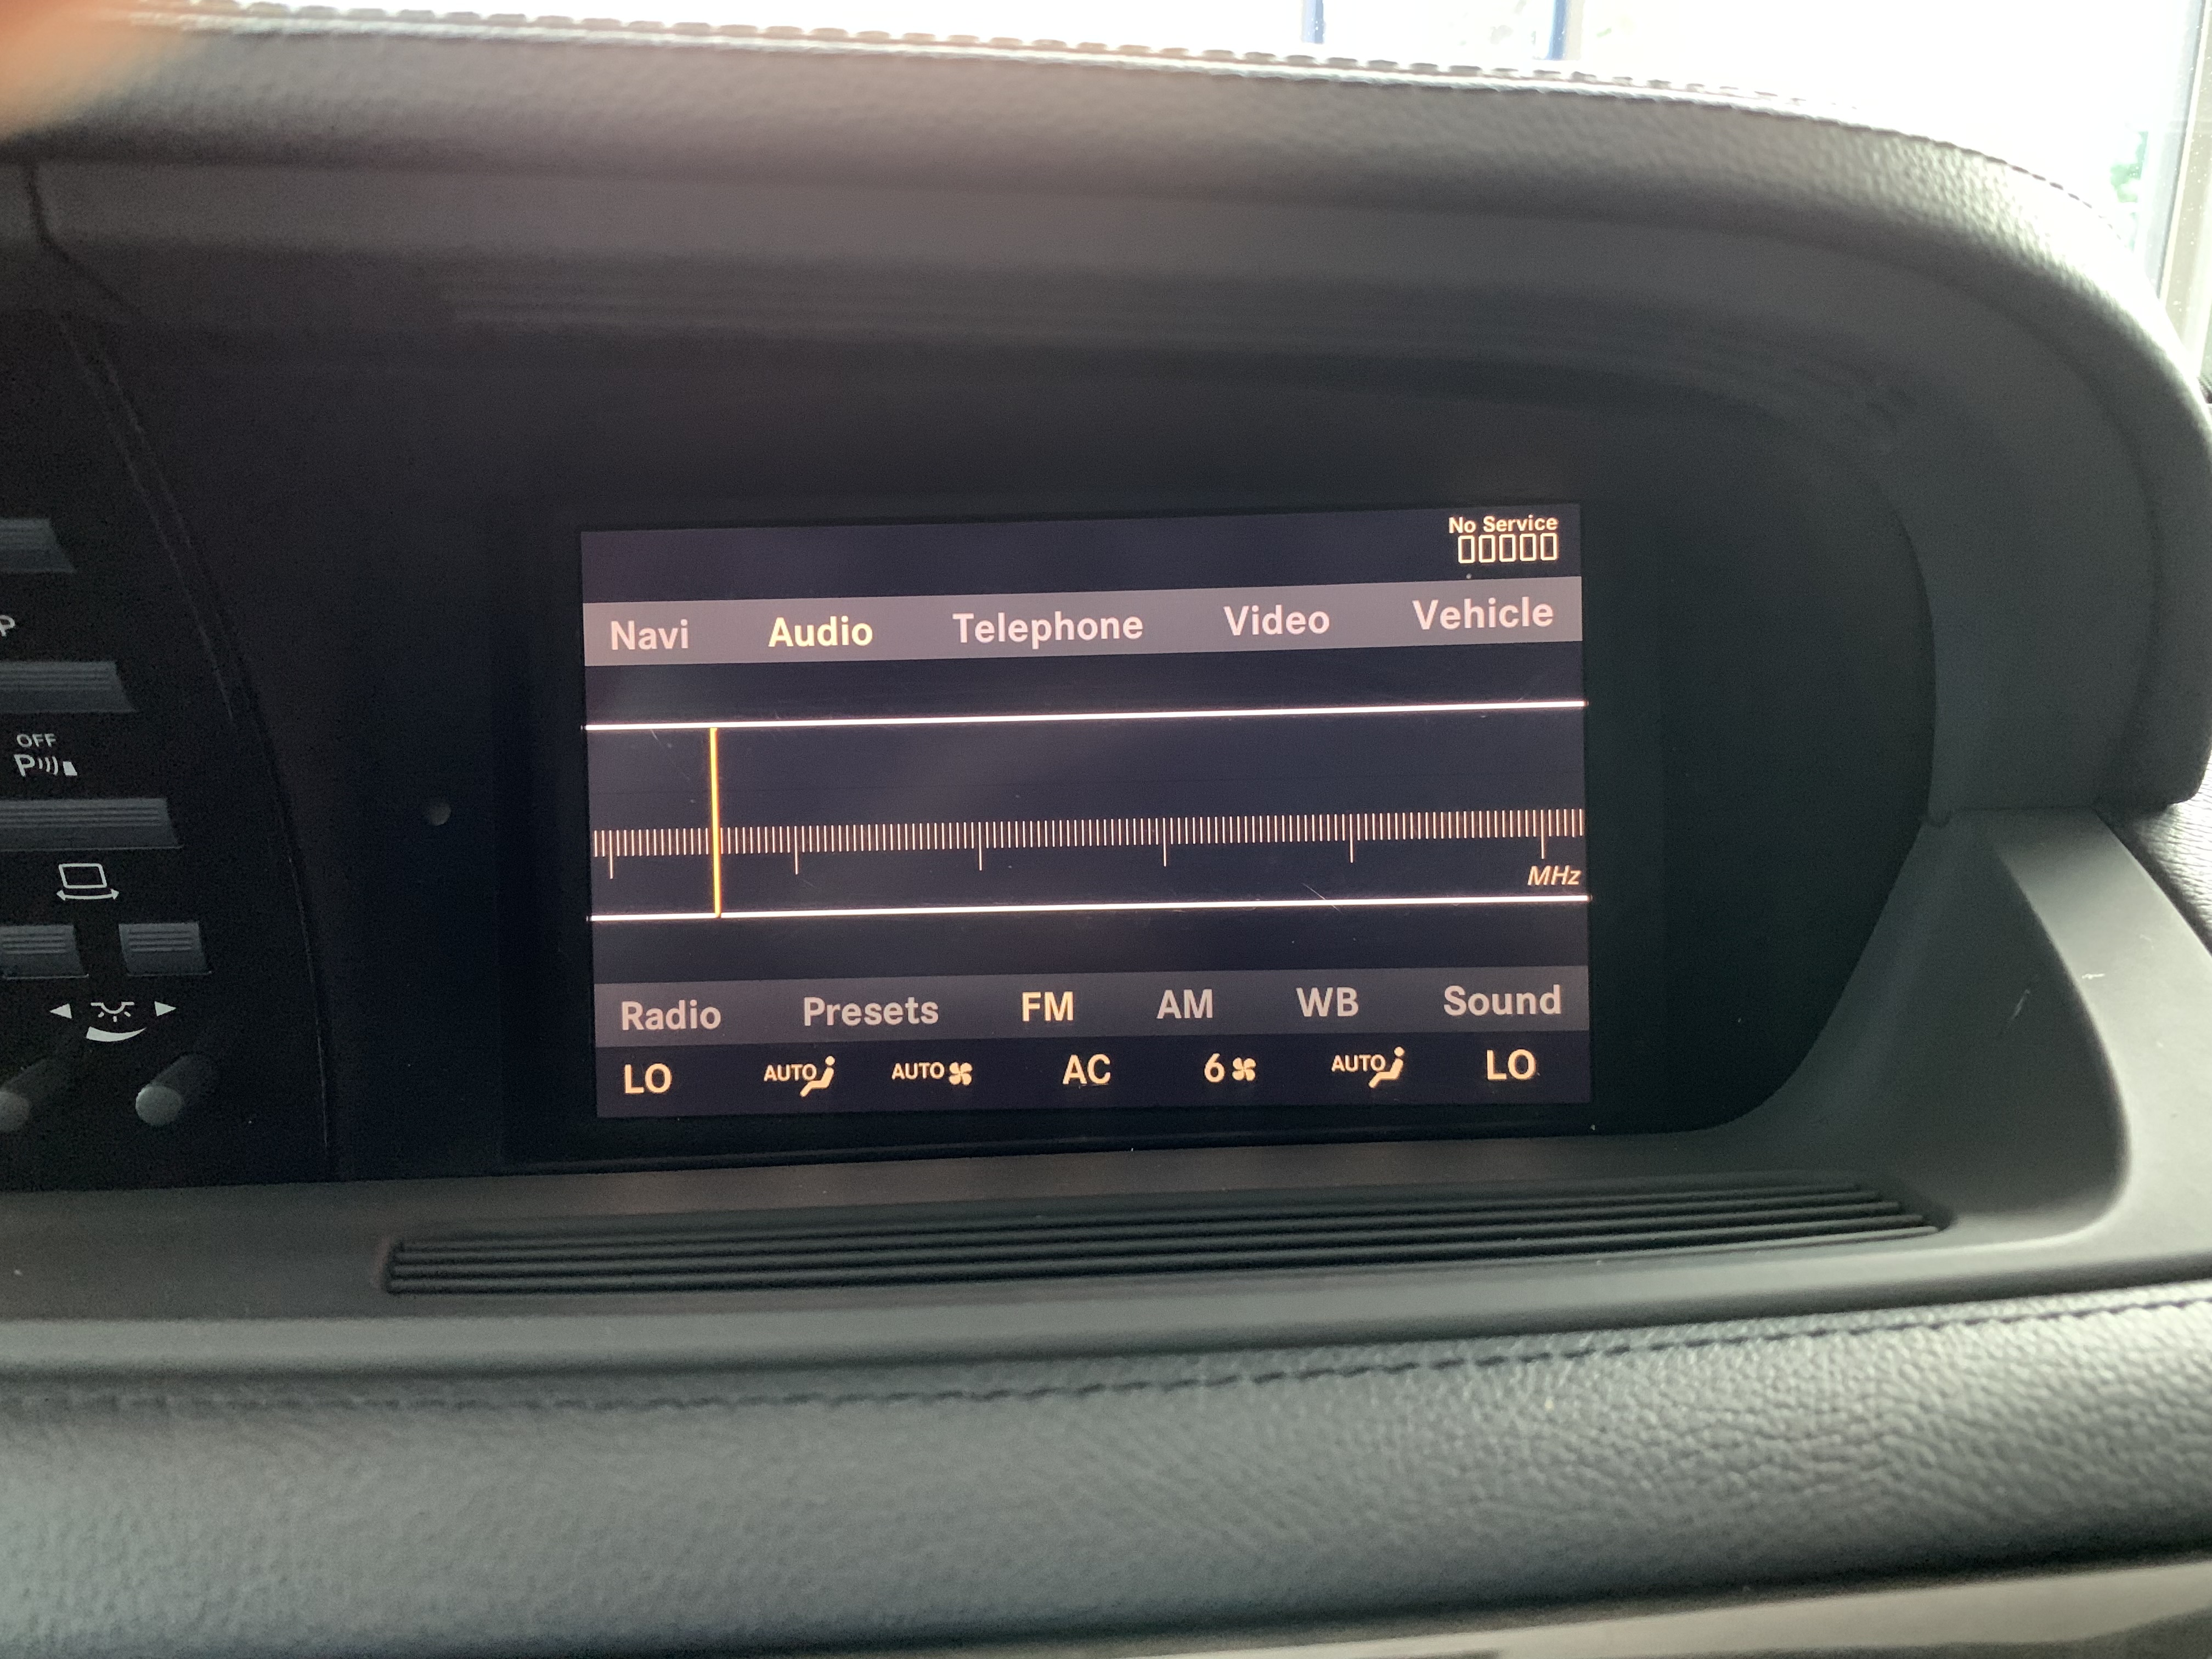 No Service
Navi Audio Telephone Video Vehicle
P
OFF
P
MHz
Radio Presets FM AM WB Sound
LO AUTO AUTO AC 6 AUTO LO